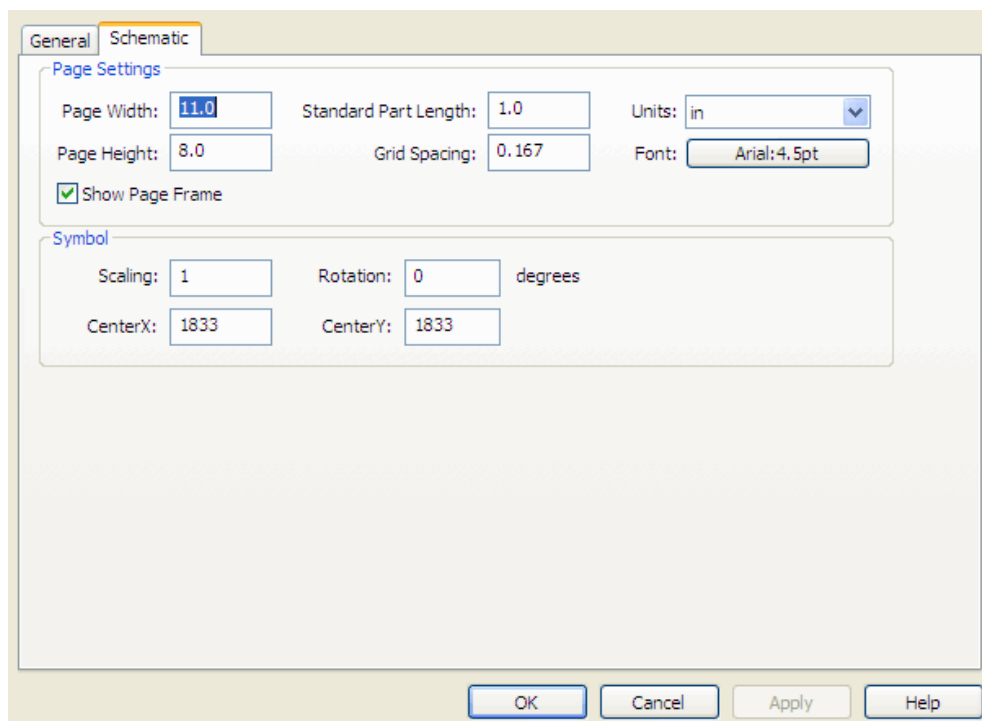 General Schematic
Page Settings
Page Width: 11.0 Standard Part Length: 1.0 Units: in
Page Height: 8.0 Grid Spacing: 0.167 Font: Arial:4.5pt
Show Page Frame
Symbol
Scaling: 1 Rotation: 0 degrees
CenterX: 1833 CenterY: 1833
OK Cancel Apply Help